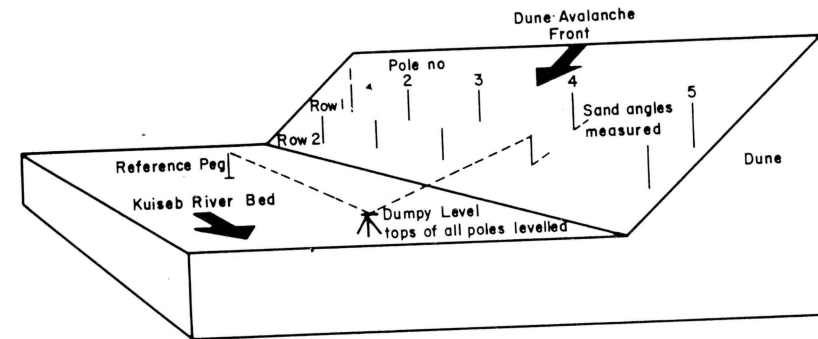 Dune Avalanche
Front
Pole no
1
2
3
4
5
Row 1
Row 2
Sand angles
measured
Dune
Reference Peg
Kuiseb River Bed
Dumpy Level
tops of all poles levelled